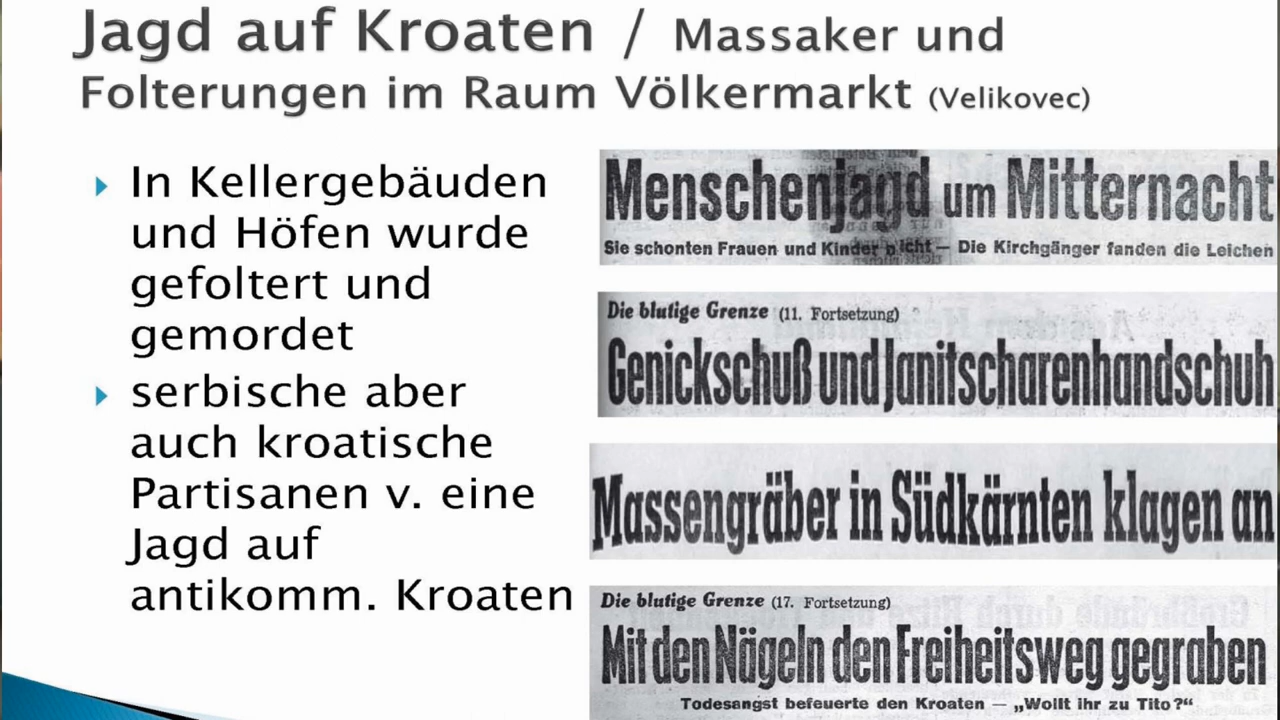 Jagd auf Kroaten / Massaker und
Folterungen im Raum Völkermarkt (Velikovec)
In Kellergebäuden
und Höfen wurde
gefoltert und
gemordet
serbische aber
auch kroatische
Partisanen v. eine
Jagd auf
antikomm. Kroaten
Menschenjagd um Mitternacht
Sie schonten Frauen und Kinder nicht — Die Kirchgänger fanden die Leichen
Die blutige Grenze (11. Fortsetzung)
Genickschuß und Janitscharenhandschuh
Massengräber in Südkärnten klagen an
Die blutige Grenze (17. Fortsetzung)
Mit den Nägeln den Freiheitsweg gegraben
Todesangst befeuerte den Kroaten — „Wollt ihr zu Tito?“